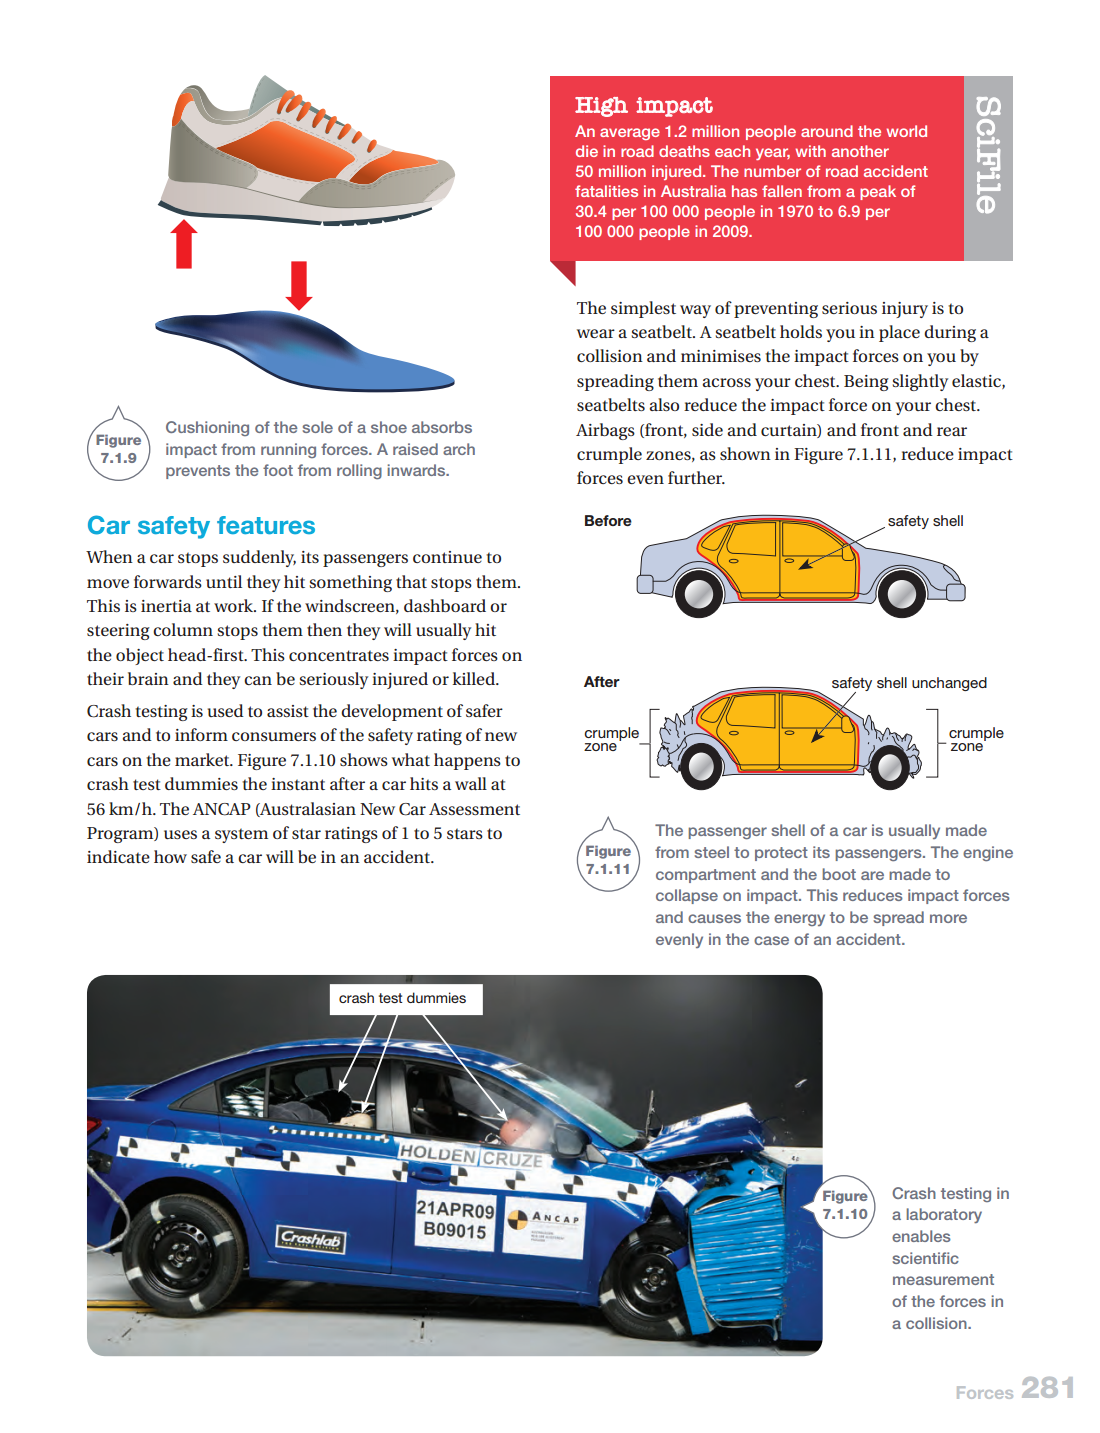 High impact
An average 1.2 million people around the world
die in road deaths each year, with another
50 million injured. The number of road accident
fatalities in Australia has fallen from a peak of
30.4 per 100 000 people in 1970 to 6.9 per
100 000 people in 2009.
SciFile
Figure
7.1.9
Cushioning of the sole of a shoe absorbs
impact from running forces. A raised arch
prevents the foot from rolling inwards.
Car safety features
When a car stops suddenly, its passengers continue to
move forwards until they hit something that stops them.
This is inertia at work. If the windscreen, dashboard or
steering column stops them then they will usually hit
the object head-first. This concentrates impact forces on
their brain and they can be seriously injured or killed.
Crash testing is used to assist the development of safer
cars and to inform consumers of the safety rating of new
cars on the market. Figure 7.1.10 shows what happens to
crash test dummies the instant after a car hits a wall at
56 km/h. The ANCAP (Australasian New Car Assessment
Program) uses a system of star ratings of 1 to 5 stars to
indicate how safe a car will be in an accident.
The simplest way of preventing serious injury is to
wear a seatbelt. A seatbelt holds you in place during a
collision and minimises the impact forces on you by
spreading them across your chest. Being slightly elastic,
seatbelts also reduce the impact force on your chest.
Airbags (front, side and curtain) and front and rear
crumple zones, as shown in Figure 7.1.11, reduce impact
forces even further.
Before
safety shell
After
safety shell unchanged
crumple
zone
crumple
zone
Figure
7.1.11
The passenger shell of a car is usually made
from steel to protect its passengers. The engine
compartment and the boot are made to
collapse on impact. This reduces impact forces
and causes the energy to be spread more
evenly in the case of an accident.
crash test dummies
HOLDEN CRUZE
21APR09
B09015
ANCAP
Crashlab
Figure
7.1.10
Crash testing in
a laboratory
enables
scientific
measurement
of the forces in
a collision.
Forces 281